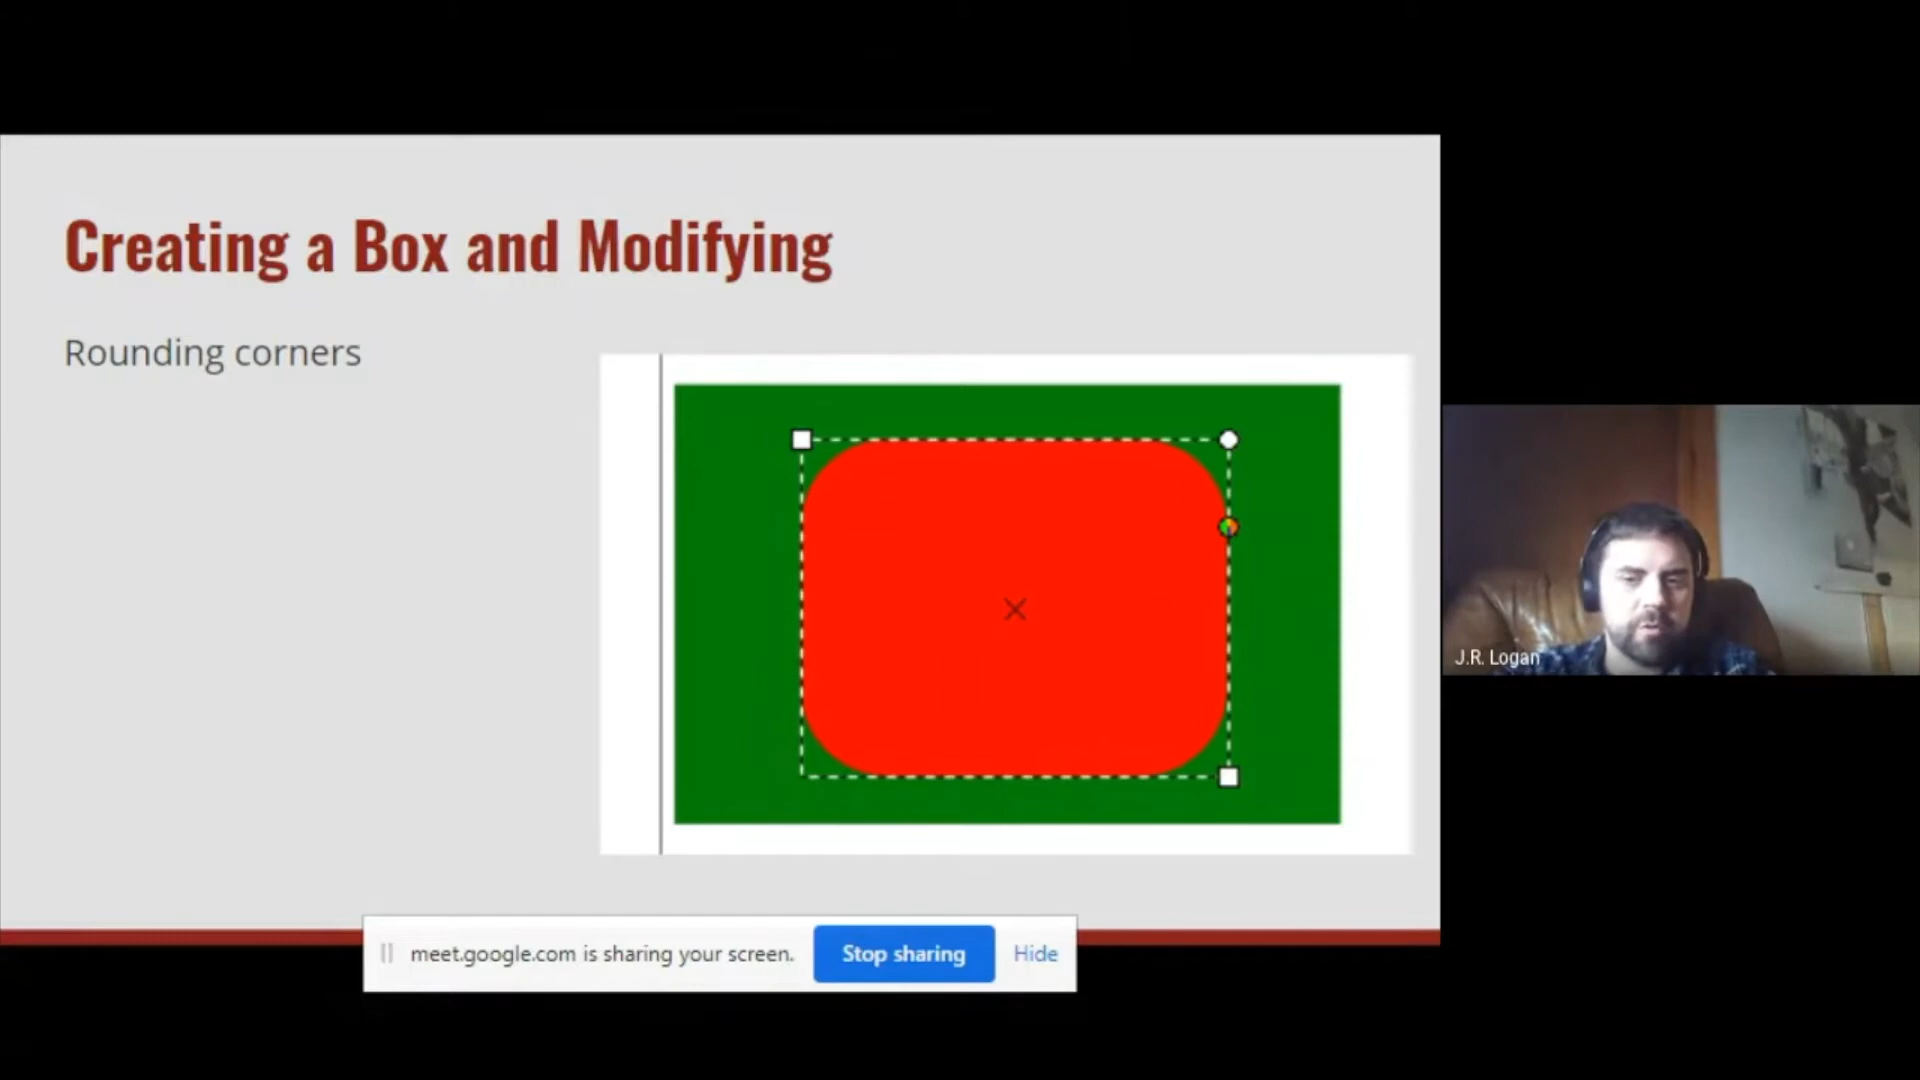 Creating a Box and Modifying
Rounding corners
J.R. Logan
meet.google.com is sharing your screen.
Stop sharing
Hide